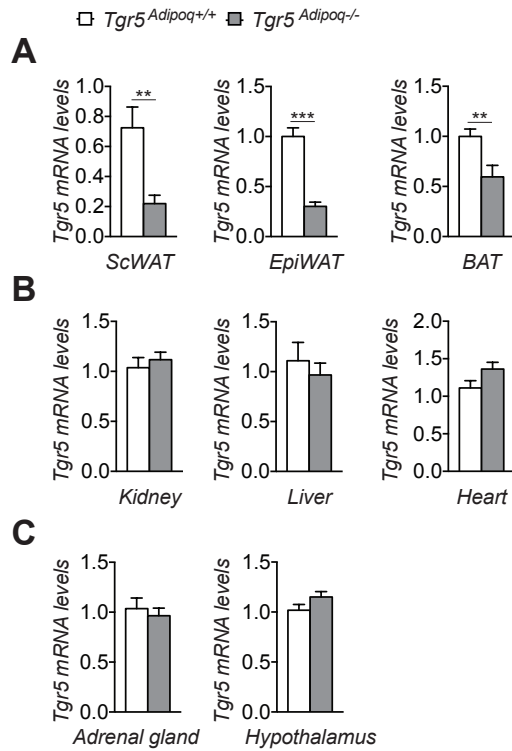 Tgr5 Adipoq+/+ Tgr5 Adipoq-/-
A
Tgr5 mRNA levels
1.0
0.8
0.6
0.4
0.2
0.0
**
ScWAT
Tgr5 mRNA levels
1.5
1.0
0.5
0.0
***
EpiWAT
Tgr5 mRNA levels
1.5
1.0
0.5
0.0
**
BAT
B
Tgr5 mRNA levels
1.5
1.0
0.5
0.0
Kidney
Tgr5 mRNA levels
1.5
1.0
0.5
0.0
Liver
Tgr5 mRNA levels
2.0
1.5
1.0
0.5
0.0
Heart
C
Tgr5 mRNA levels
1.5
1.0
0.5
0.0
Adrenal gland
Tgr5 mRNA levels
1.5
1.0
0.5
0.0
Hypothalamus